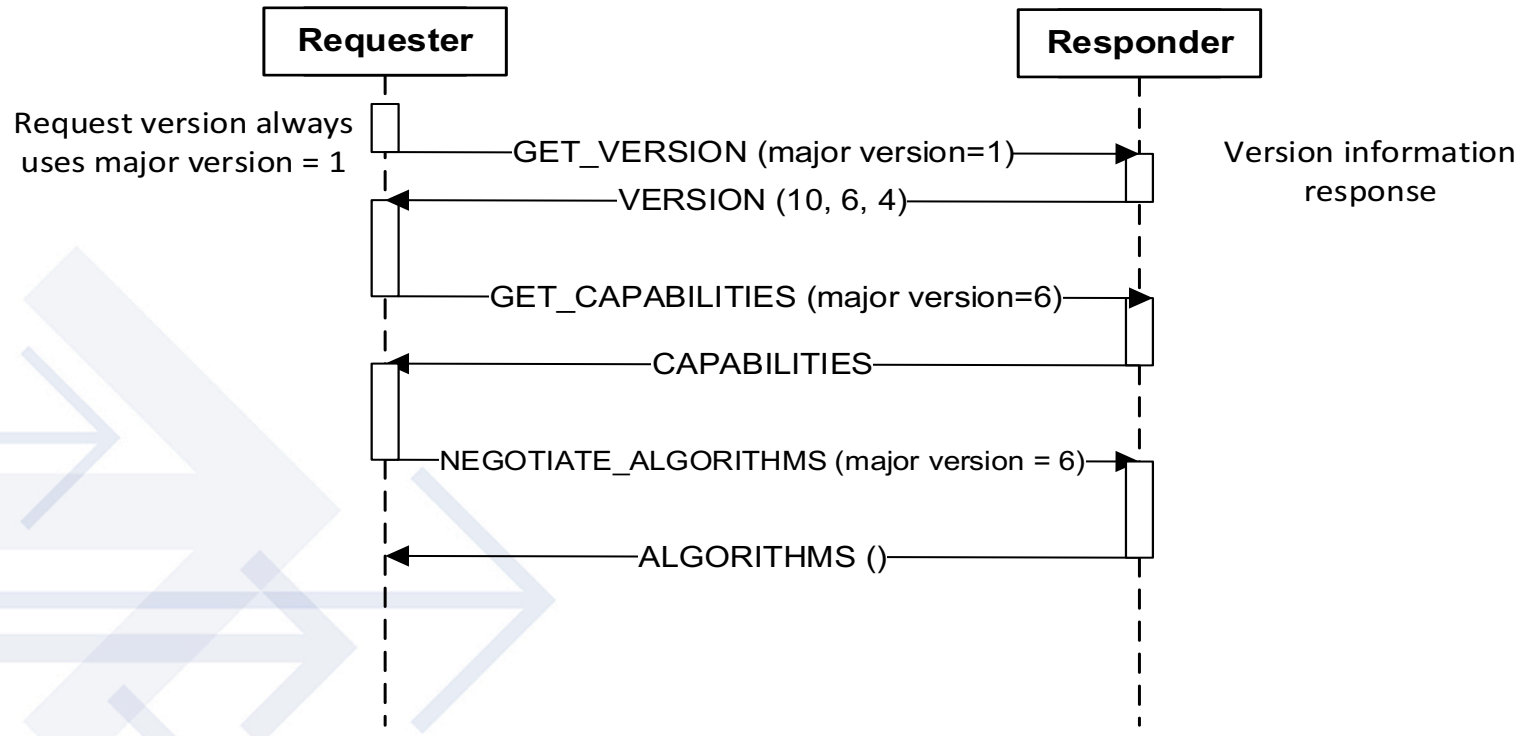 Requester
Responder
Request version always
uses major version = 1
GET_VERSION (major version=1)
Version information
response
VERSION (10, 6, 4)
GET_CAPABILITIES (major version=6)
CAPABILITIES
NEGOTIATE_ALGORITHMS (major version = 6)
ALGORITHMS ()